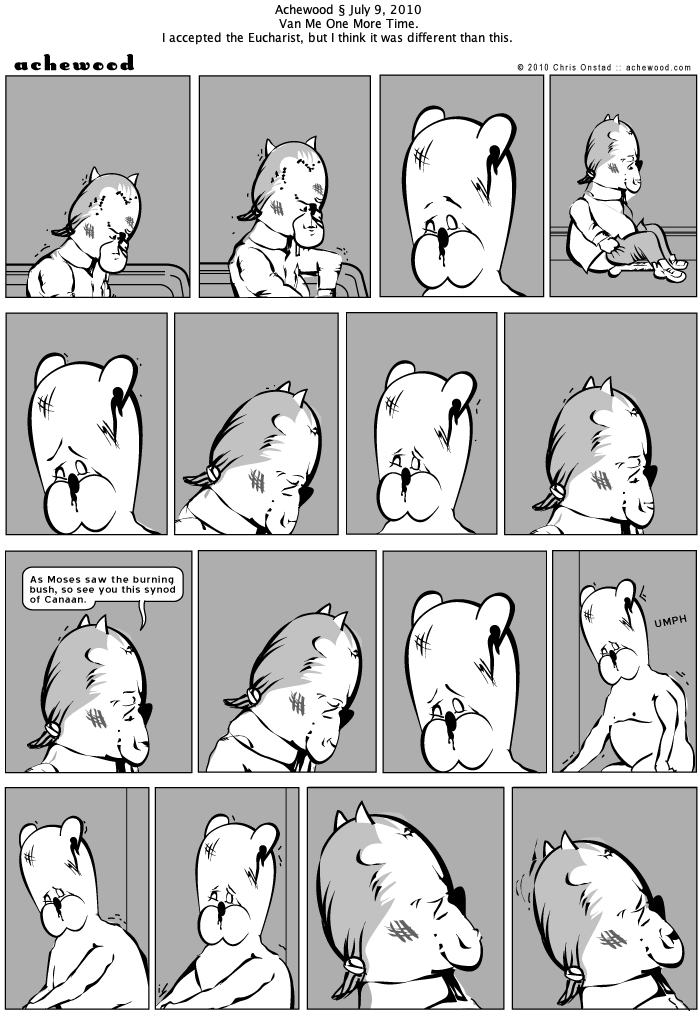 Achewood § July 9, 2010
Van Me One More Time.
I accepted the Eucharist, but I think it was different than this.
achewood
© 2010 Chris Onstad :: achewood.com
As Moses saw the burning
bush, so see you this synod
of Canaan.
UMPH